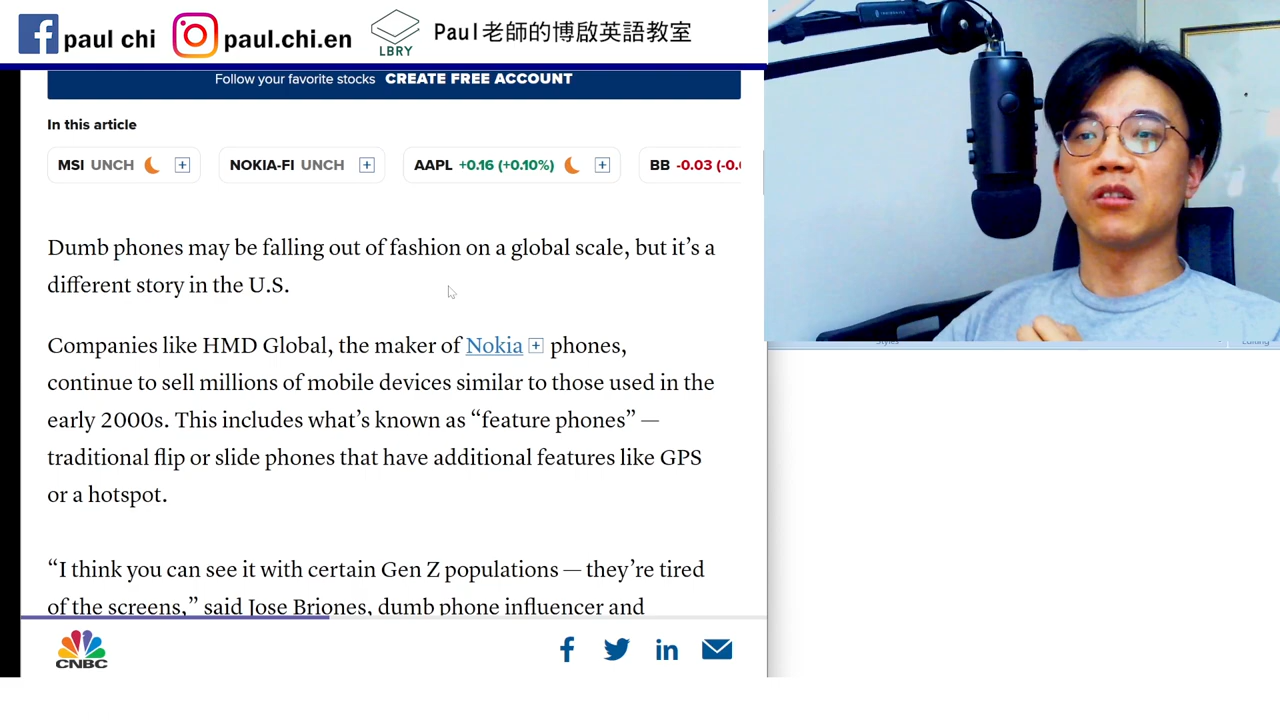 paul chi
paul.chi.en
LBRY
Paul老師的博啟英語教室
Follow your favorite stocks CREATE FREE ACCOUNT
In this article
MSI UNCH
NOKIA-FI UNCH
AAPL +0.16 (+0.10%)
BB -0.03 (-0.
Dumb phones may be falling out of fashion on a global scale, but it’s a
different story in the U.S.
Companies like HMD Global, the maker of Nokia phones,
continue to sell millions of mobile devices similar to those used in the
early 2000s. This includes what’s known as “feature phones” —
traditional flip or slide phones that have additional features like GPS
or a hotspot.
“I think you can see it with certain Gen Z populations — they’re tired
of the screens,” said Jose Briones, dumb phone influencer and
CNBC